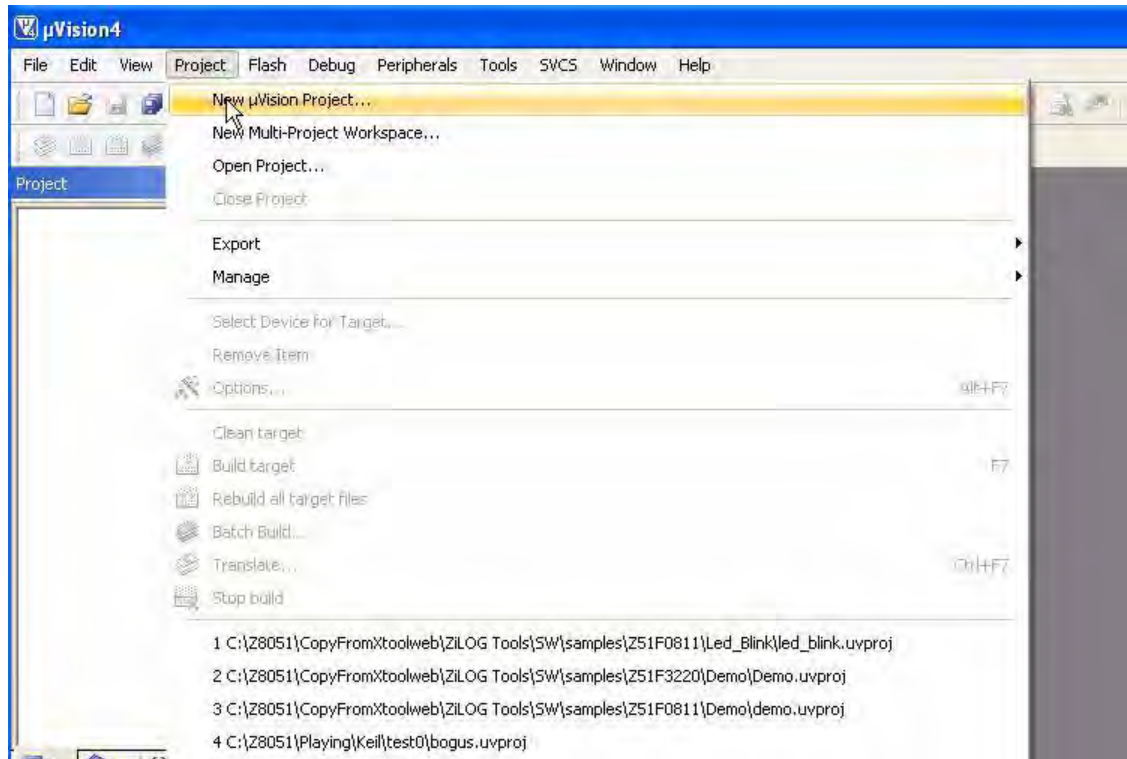 µVision4
File Edit View Project Flash Debug Peripherals Tools SVCS Window Help
New µVision Project...
New Multi-Project Workspace...
Open Project...
Project
Close Project
Export
Manage
Select Device for Target...
Remove Item
Options... Alt+F7
Clean target
Build target F7
Rebuild all target files
Batch Build...
Translate... Ctrl+F7
Stop build
1 C:\Z8051\CopyFromXtoolweb\ZiLOG Tools\SW\samples\Z51F0811\Led_Blink\led_blink.uvproj
2 C:\Z8051\CopyFromXtoolweb\ZiLOG Tools\SW\samples\Z51F3220\Demo\Demo.uvproj
3 C:\Z8051\CopyFromXtoolweb\ZiLOG Tools\SW\samples\Z51F0811\Demo\demo.uvproj
4 C:\Z8051\Playing\Keil\test0\bogus.uvproj